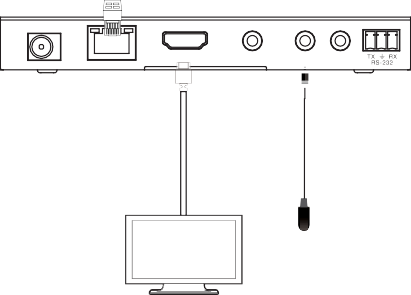 TX ⏚ RX
RS-232